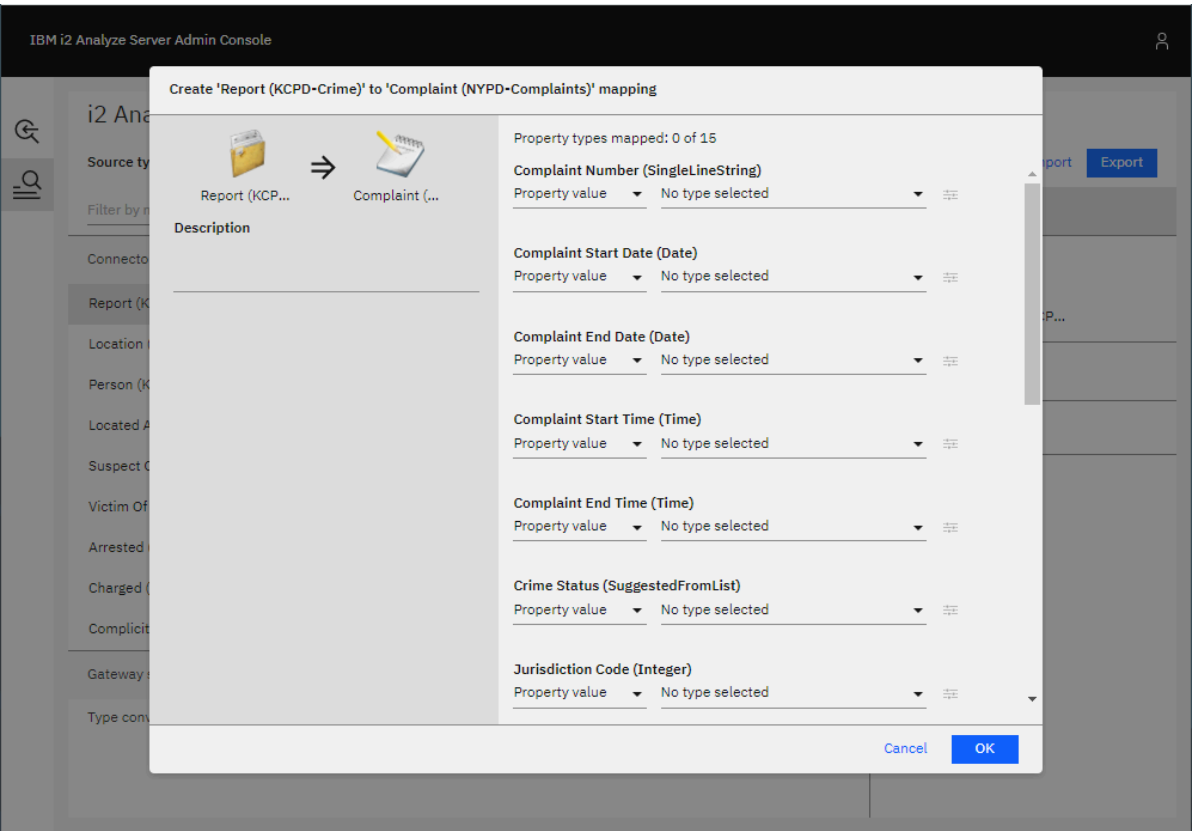 IBM i2 Analyze Server Admin Console
Create 'Report (KCPD-Crime)' to 'Complaint (NYPD-Complaints)' mapping
i2 Ana
Source ty
Filter by
Connecto
Report (K
Location
Person (K
Located A
Suspect C
Victim Of
Arrested
Charged (
Complicit
Gateway
Type conv
Report (KCP...
Complaint (...
Description
Property types mapped: 0 of 15
Complaint Number (SingleLineString)
Property value No type selected
Complaint Start Date (Date)
Property value No type selected
Complaint End Date (Date)
Property value No type selected
Complaint Start Time (Time)
Property value No type selected
Complaint End Time (Time)
Property value No type selected
Crime Status (SuggestedFromList)
Property value No type selected
Jurisdiction Code (Integer)
Property value No type selected
Cancel OK
port Export
P...